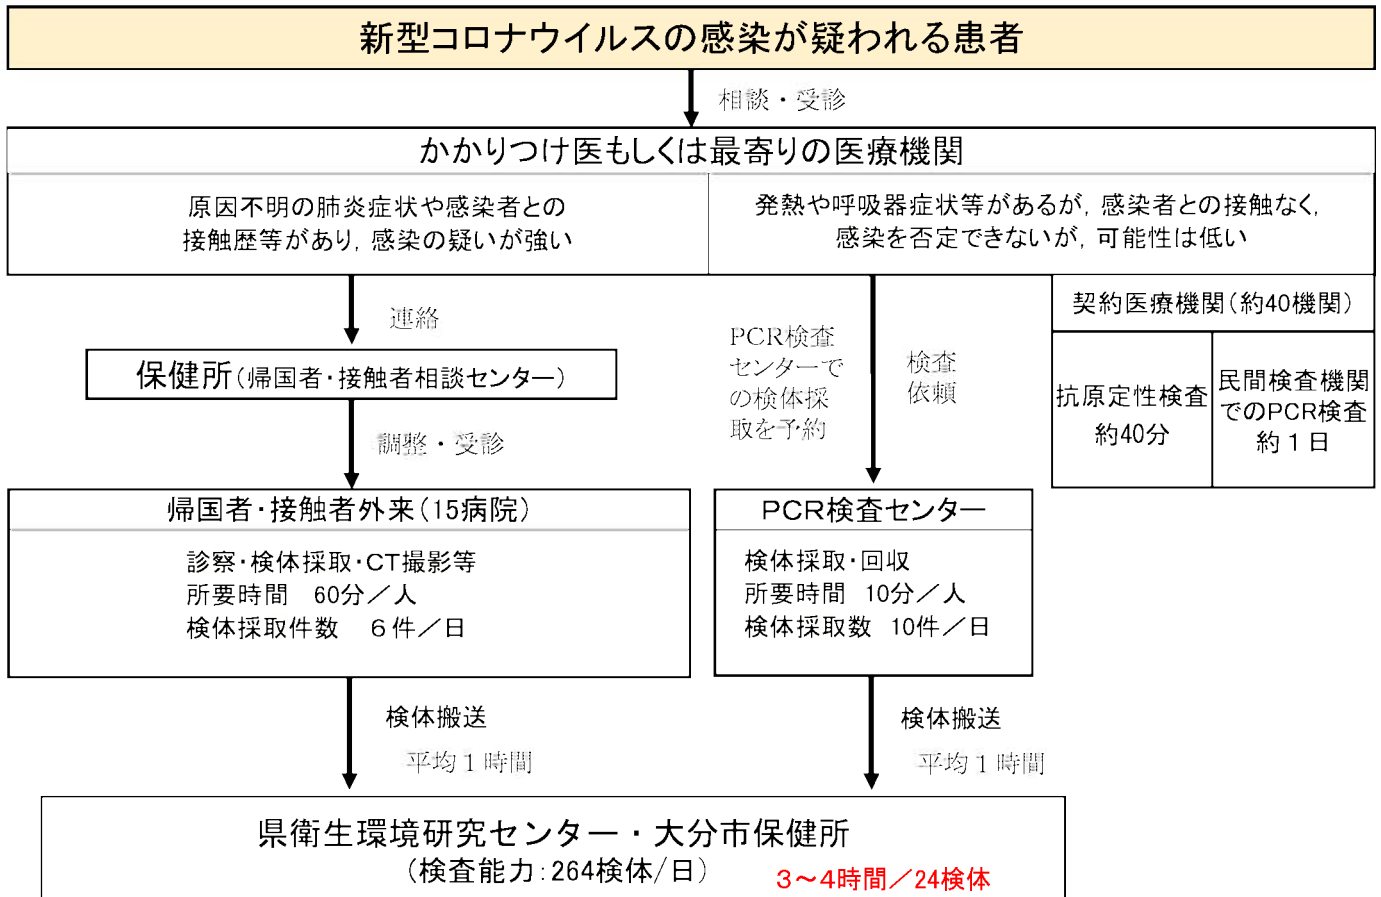 新型コロナウイルスの感染が疑われる患者
相談・受診
かかりつけ医もしくは最寄りの医療機関
原因不明の肺炎症状や感染者との
接触歴等があり,感染の疑いが強い
発熱や呼吸器症状等があるが,感染者との接触なく,
感染を否定できないが,可能性は低い
連絡
保健所(帰国者・接触者相談センター)
調整・受診
PCR検査
センターで
の検体採
取を予約
検査
依頼
契約医療機関(約40機関)
抗原定性検査
約40分
民間検査機関
でのPCR検査
約1日
帰国者・接触者外来(15病院)
診察・検体採取・CT撮影等
所要時間 60分/人
検体採取件数 6件/日
PCR検査センター
検体採取・回収
所要時間 10分/人
検体採取数 10件/日
検体搬送
平均1時間
検体搬送
平均1時間
県衛生環境研究センター・大分市保健所
(検査能力:264検体/日)
3~4時間/24検体